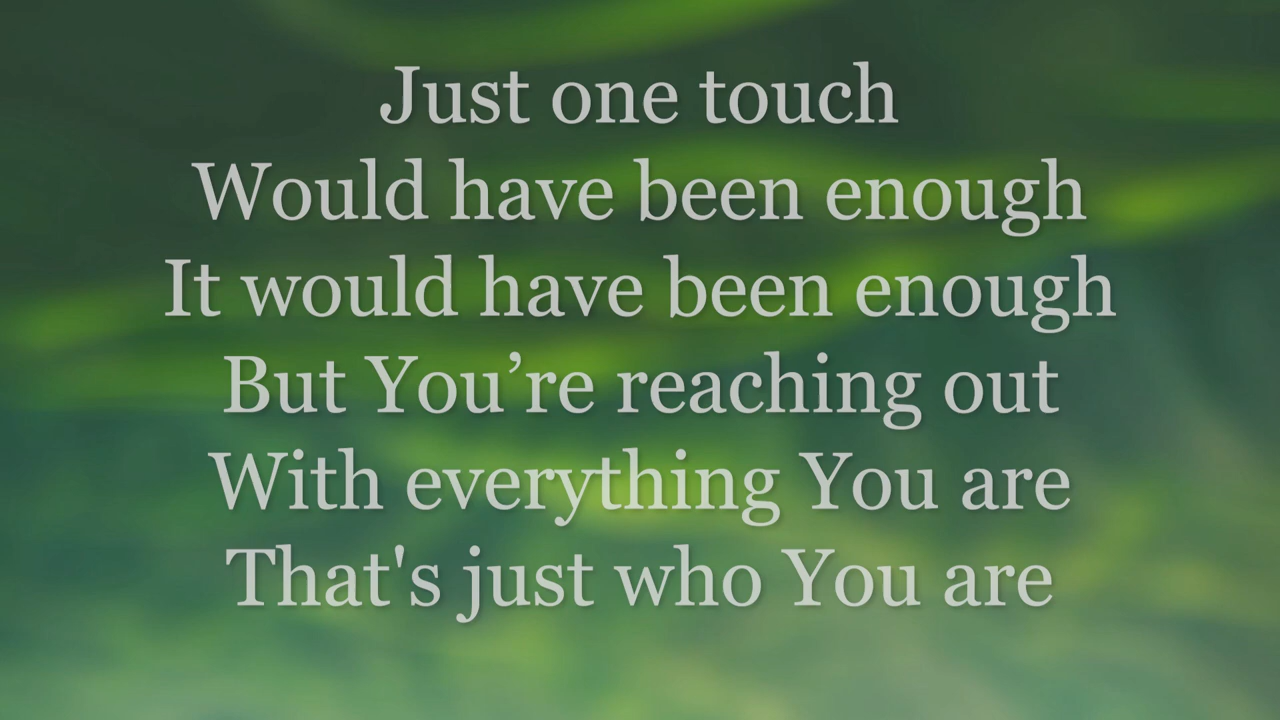 Just one touch
Would have been enough
It would have been enough
But You’re reaching out
With everything You are
That's just who You are